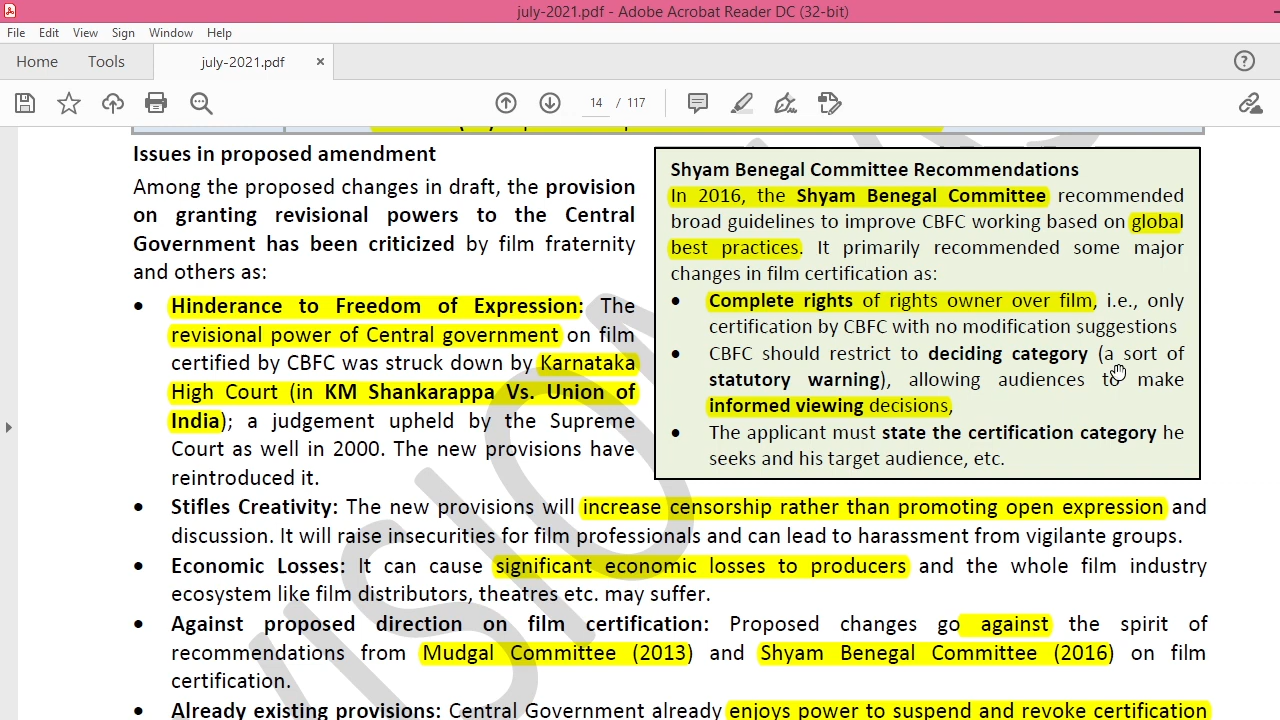 july-2021.pdf - Adobe Acrobat Reader DC (32-bit)
File Edit View Sign Window Help
Home Tools july-2021.pdf ×
14 / 117
Issues in proposed amendment
Among the proposed changes in draft, the provision
on granting revisional powers to the Central
Government has been criticized by film fraternity
and others as:
• Hinderance to Freedom of Expression: The
revisional power of Central government on film
certified by CBFC was struck down by Karnataka
High Court (in KM Shankarappa Vs. Union of
India); a judgement upheld by the Supreme
Court as well in 2000. The new provisions have
reintroduced it.
Shyam Benegal Committee Recommendations
In 2016, the Shyam Benegal Committee recommended
broad guidelines to improve CBFC working based on global
best practices. It primarily recommended some major
changes in film certification as:
• Complete rights of rights owner over film, i.e., only
certification by CBFC with no modification suggestions
• CBFC should restrict to deciding category (a sort of
statutory warning), allowing audiences to make
informed viewing decisions,
• The applicant must state the certification category he
seeks and his target audience, etc.
• Stifles Creativity: The new provisions will increase censorship rather than promoting open expression and
discussion. It will raise insecurities for film professionals and can lead to harassment from vigilante groups.
• Economic Losses: It can cause significant economic losses to producers and the whole film industry
ecosystem like film distributors, theatres etc. may suffer.
• Against proposed direction on film certification: Proposed changes go against the spirit of
recommendations from Mudgal Committee (2013) and Shyam Benegal Committee (2016) on film
certification.
• Already existing provisions: Central Government already enjoys power to suspend and revoke certification